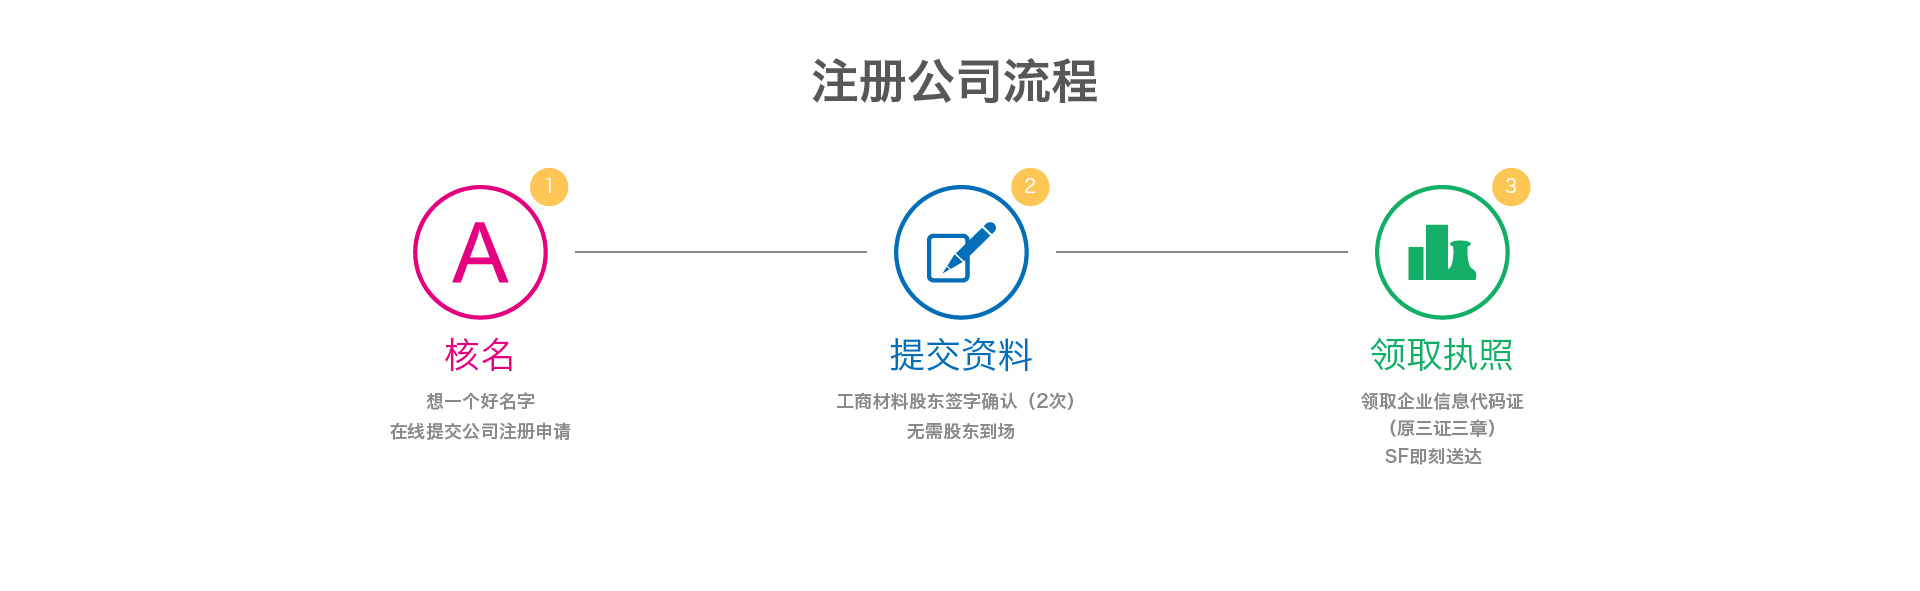 注册公司流程
1
A
核名
想一个好名字
在线提交公司注册申请
2
提交资料
工商材料股东签字确认（2次）
无需股东到场
3
领取执照
领取企业信息代码证
（原三证三章）
SF即刻送达